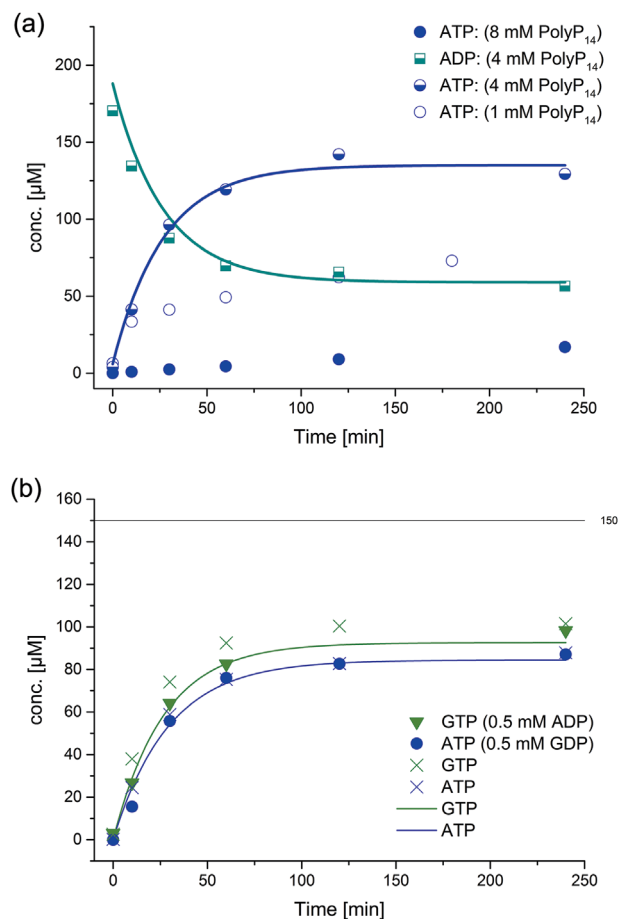 (a)
ATP: (8 mM PolyP14)
ADP: (4 mM PolyP14)
ATP: (4 mM PolyP14)
ATP: (1 mM PolyP14)
200
150
100
50
0
conc. [µM]
0 50 100 150 200 250
Time [min]
(b)
160
150
140
120
100
80
60
40
20
0
conc. [µM]
GTP (0.5 mM ADP)
ATP (0.5 mM GDP)
GTP
ATP
GTP
ATP
0 50 100 150 200 250
Time [min]